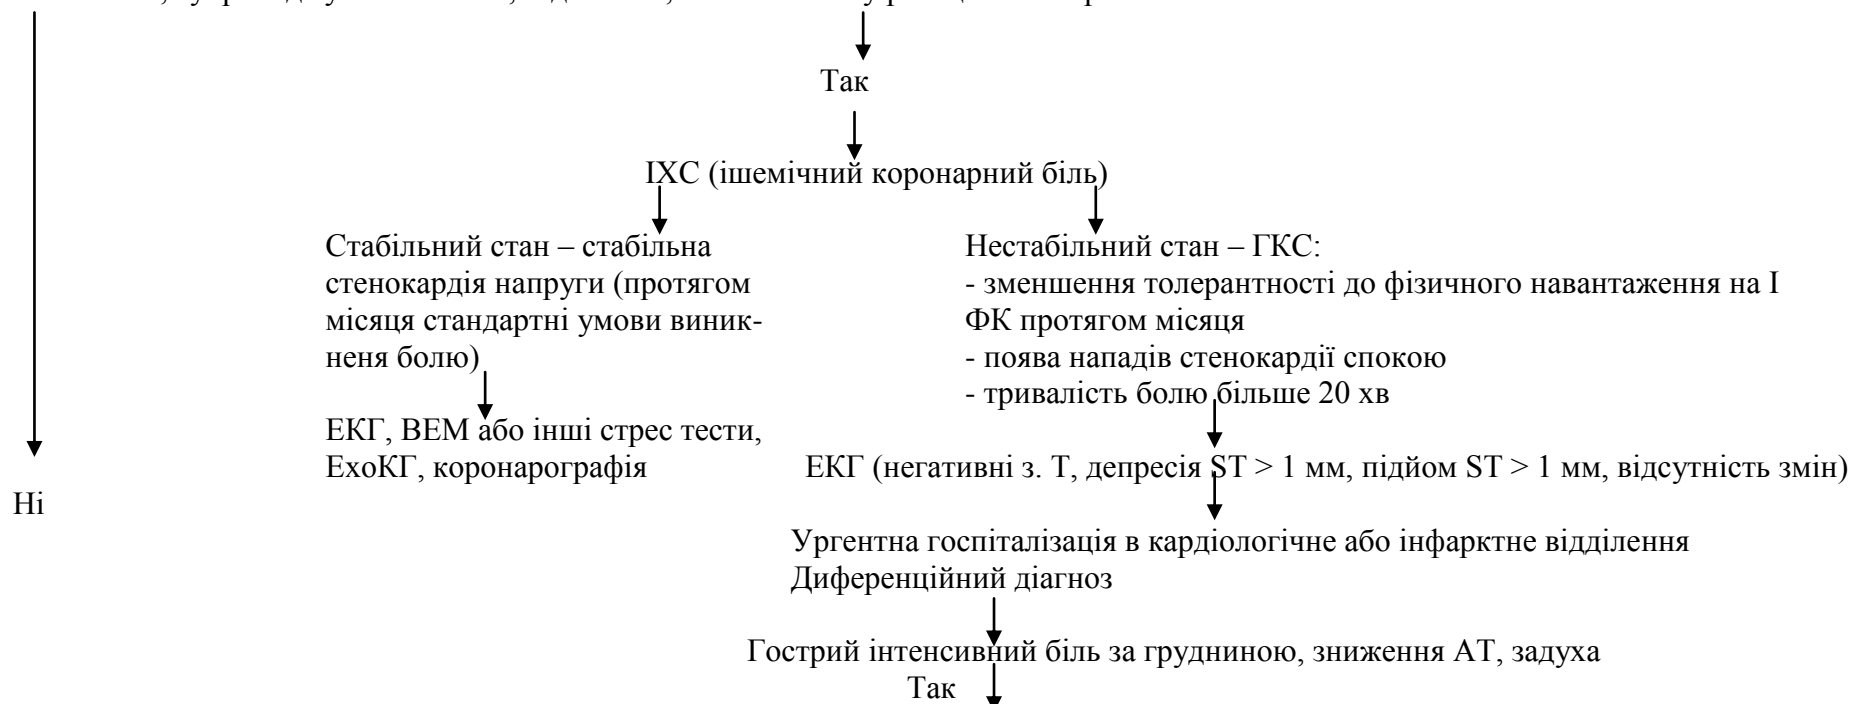 Так
ІХС (ішемічний коронарний біль)
Стабільний стан – стабільна
стенокардія напруги (протягом
місяця стандартні умови виник-
неня болю)
Нестабільний стан – ГКС:
- зменшення толерантності до фізичного навантаження на І
ФК протягом місяця
- поява нападів стенокардії спокою
- тривалість болю більше 20 хв
ЕКГ, ВЕМ або інші стрес тести,
ЕхоКГ, коронарографія
ЕКГ (негативні з. Т, депресія ST > 1 мм, підйом ST > 1 мм, відсутність змін)
Ні
Ургентна госпіталізація в кардіологічне або інфарктне відділення
Диференційний діагноз
Гострий інтенсивний біль за грудниною, зниження АТ, задуха
Так